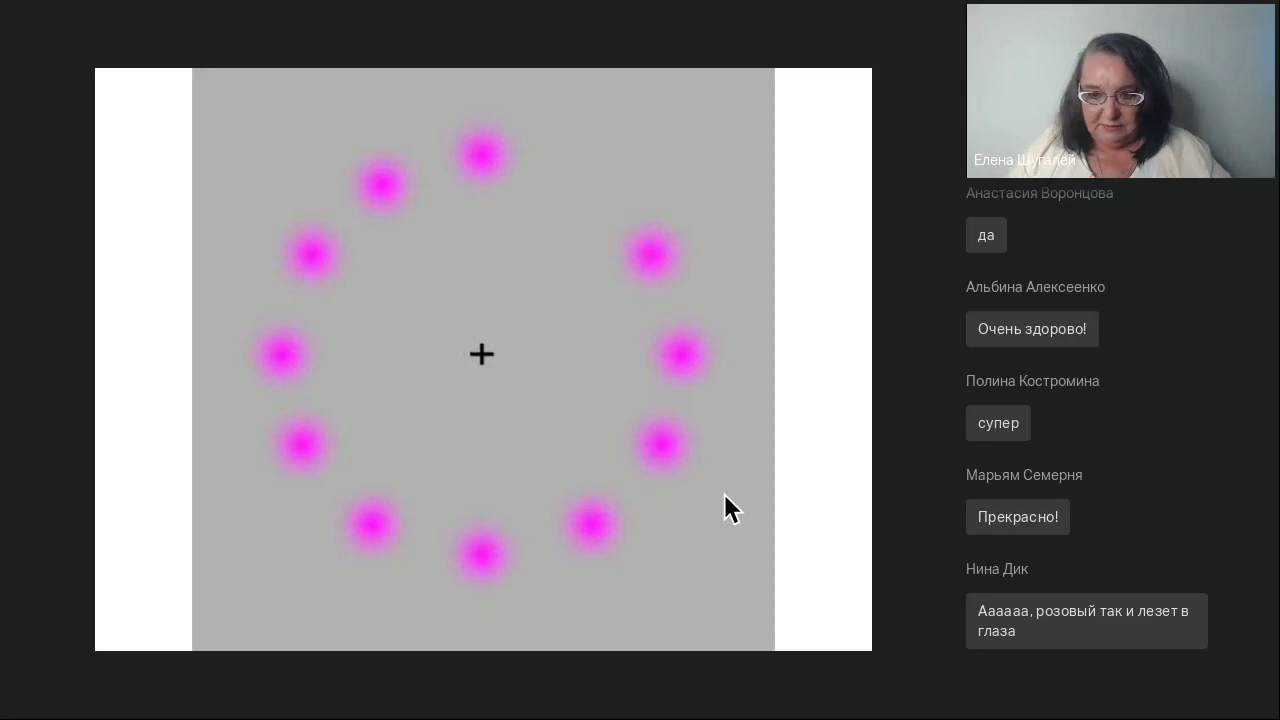 Елена Шугалей
Анастасия Воронцова
да
Альбина Алексеенко
Очень здорово!
Полина Костромина
супер
Марьям Семерня
Прекрасно!
Нина Дик
Аааааа, розовый так и лезет в
глаза